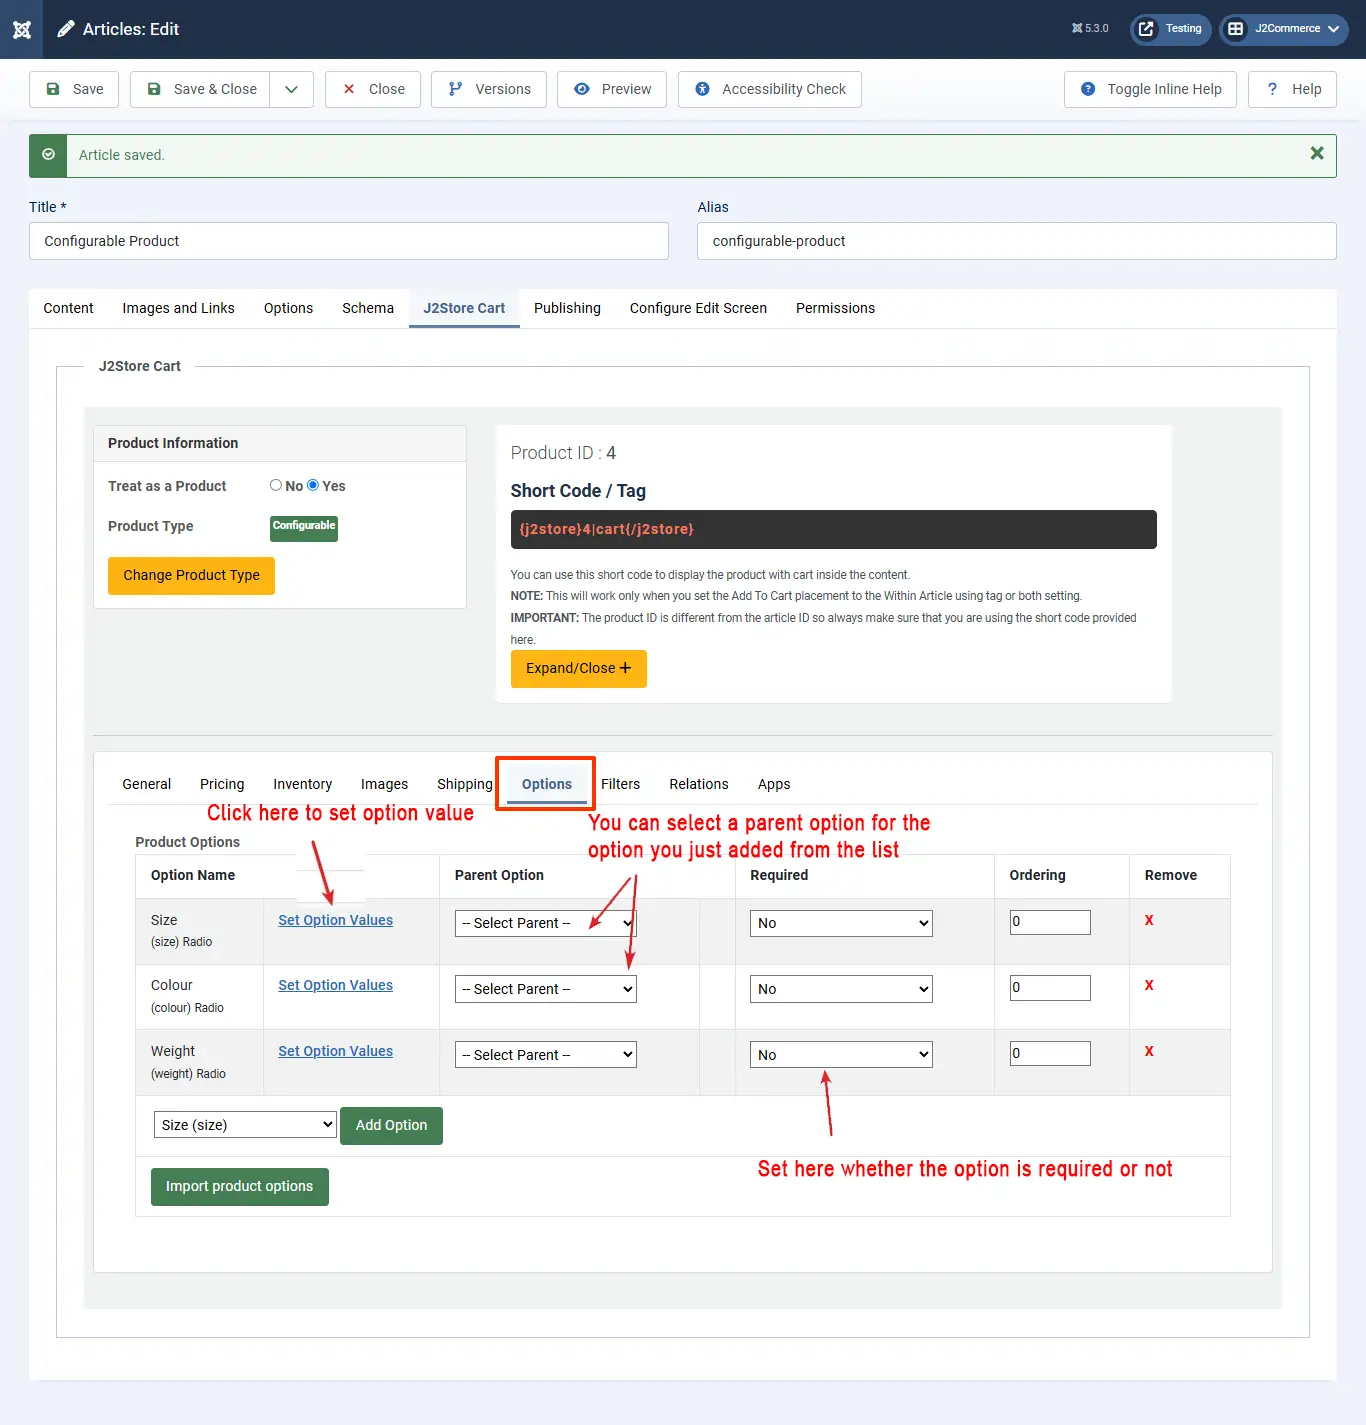 Articles: Edit
5.3.0
Testing
J2Commerce
Save
Save & Close
Close
Versions
Preview
Accessibility Check
Toggle Inline Help
Help
Article saved.
Title *
Alias
Configurable Product
configurable-product
Content
Images and Links
Options
Schema
J2Store Cart
Publishing
Configure Edit Screen
Permissions
J2Store Cart
Product Information
Treat as a Product
No
Yes
Product Type
Configurable
Change Product Type
Product ID : 4
Short Code / Tag
{j2store}4|cart{/j2store}
You can use this short code to display the product with cart inside the content.
NOTE: This will work only when you set the Add To Cart placement to the Within Article using tag or both setting.
IMPORTANT: The product ID is different from the article ID so always make sure that you are using the short code provided
here.
Expand/Close +
General
Pricing
Inventory
Images
Shipping
Options
Filters
Relations
Apps
Click here to set option value
You can select a parent option for the
option you just added from the list
Product Options
Option Name
Parent Option
Required
Ordering
Remove
Size
(size) Radio
Set Option Values
-- Select Parent --
No
0
X
Colour
(colour) Radio
Set Option Values
-- Select Parent --
No
0
X
Weight
(weight) Radio
Set Option Values
-- Select Parent --
No
0
X
Size (size)
Add Option
Set here whether the option is required or not
Import product options